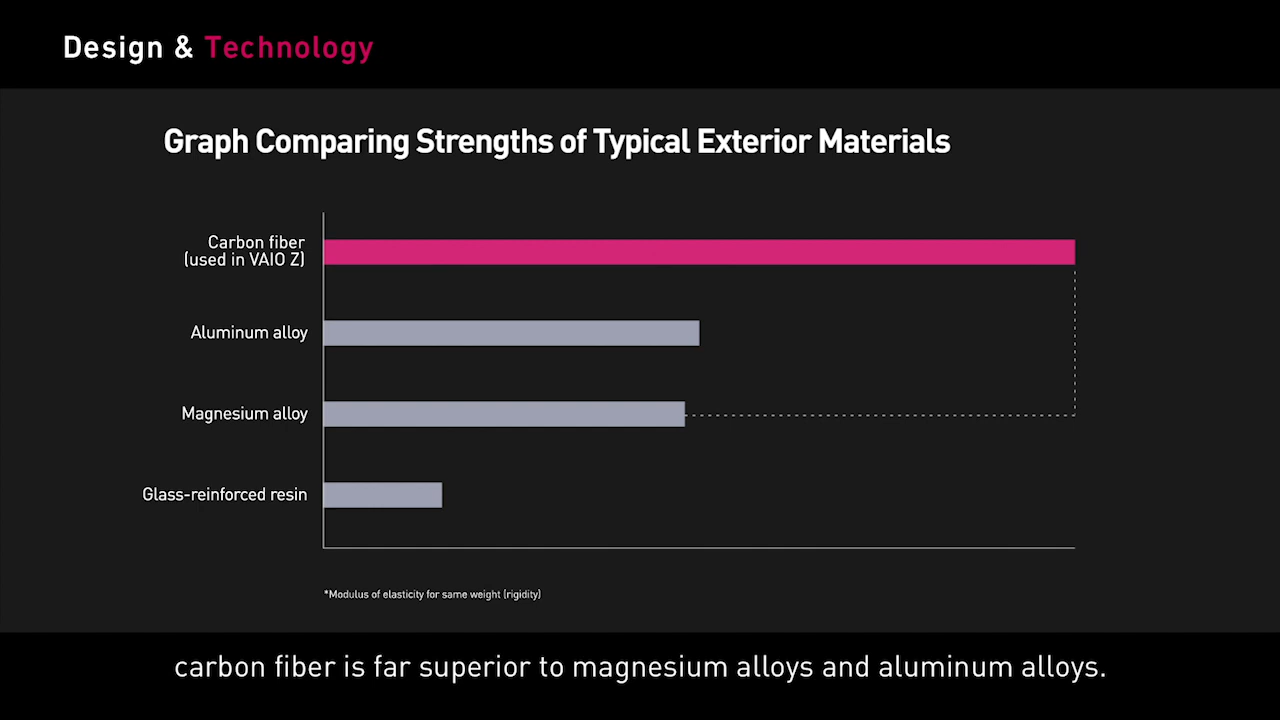 Design & Technology
Graph Comparing Strengths of Typical Exterior Materials
Carbon fiber
(used in VAIO Z)
Aluminum alloy
Magnesium alloy
Glass-reinforced resin
*Modulus of elasticity for same weight (rigidity)
carbon fiber is far superior to magnesium alloys and aluminum alloys.